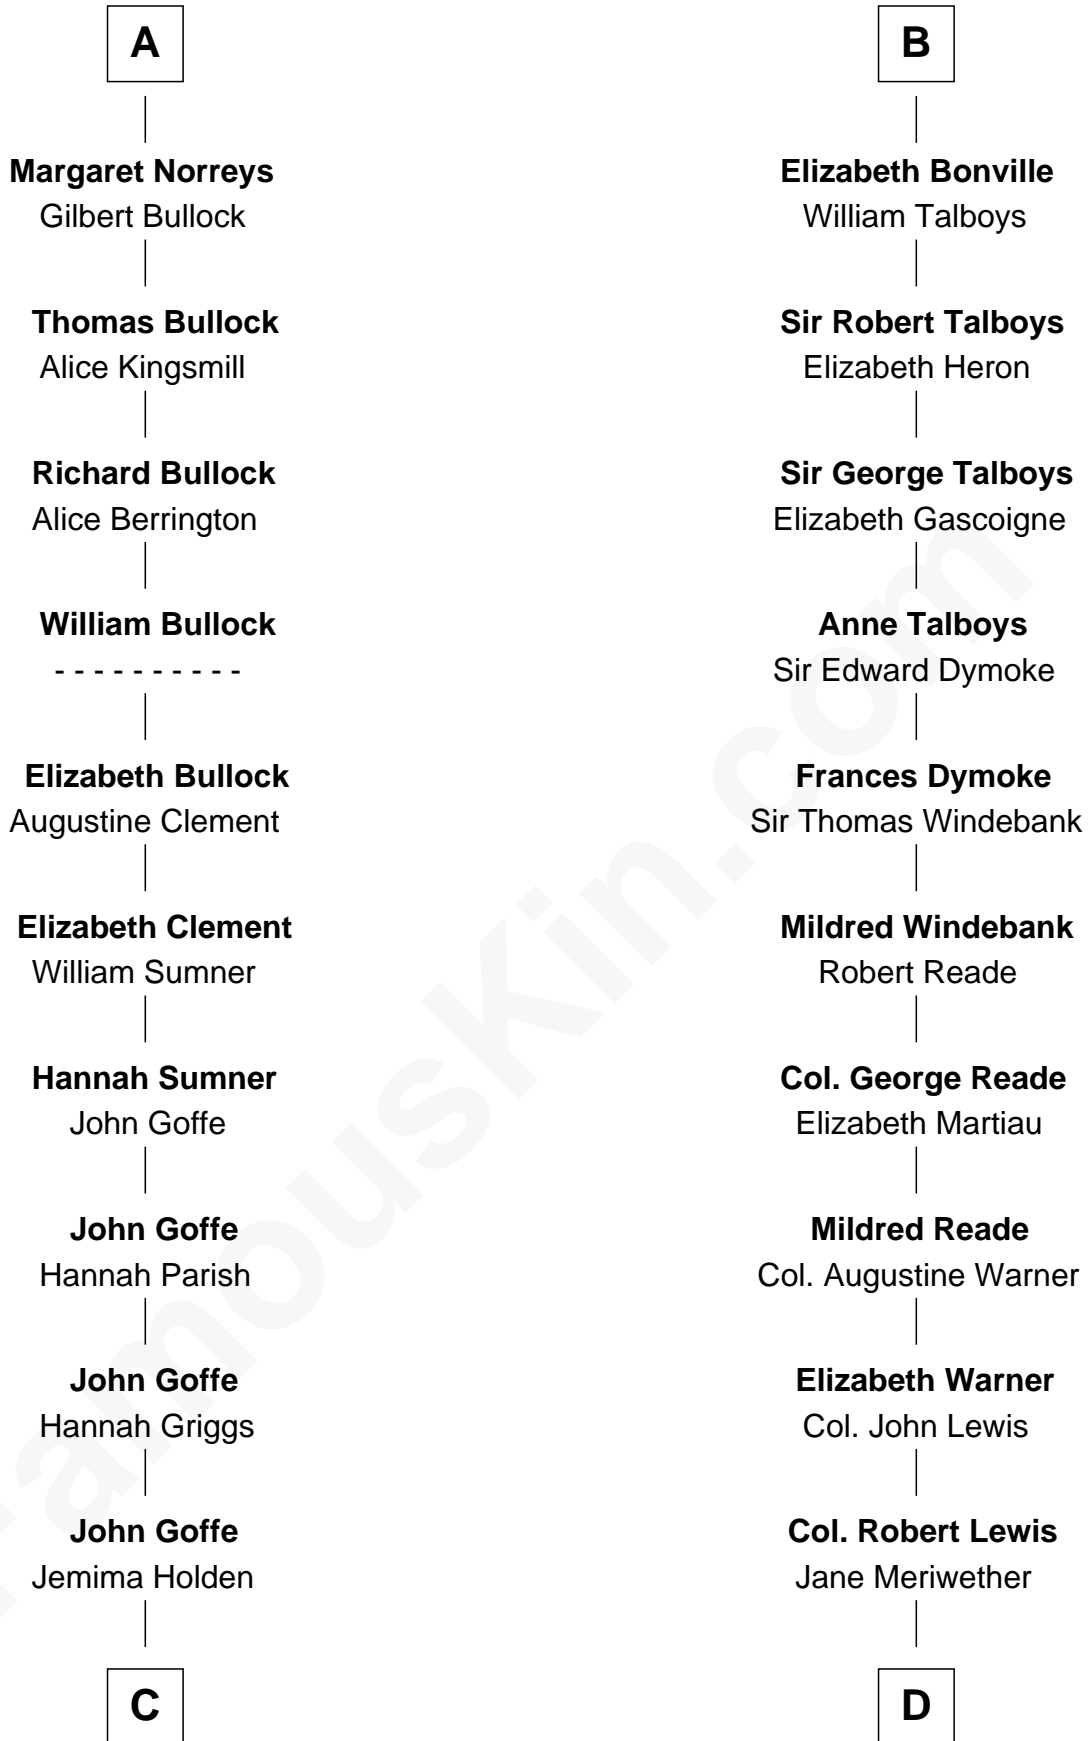 A
Margaret Norreys
Gilbert Bullock
Thomas Bullock
Alice Kingsmill
Richard Bullock
Alice Berrington
William Bullock
- - - - - - - - - -
Elizabeth Bullock
Augustine Clement
Elizabeth Clement
William Sumner
Hannah Sumner
John Goffe
John Goffe
Hannah Parish
John Goffe
Hannah Griggs
John Goffe
Jemima Holden
C
B
Elizabeth Bonville
William Talboys
Sir Robert Talboys
Elizabeth Heron
Sir George Talboys
Elizabeth Gascoigne
Anne Talboys
Sir Edward Dymoke
Frances Dymoke
Sir Thomas Windebank
Mildred Windebank
Robert Reade
Col. George Reade
Elizabeth Martiau
Mildred Reade
Col. Augustine Warner
Elizabeth Warner
Col. John Lewis
Col. Robert Lewis
Jane Meriwether
D
FamousKin.com